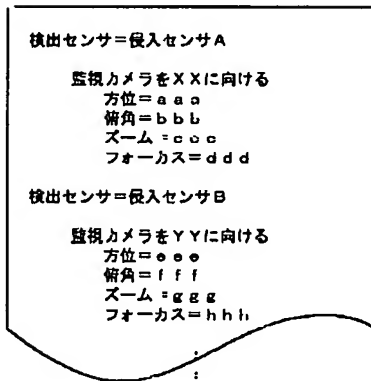 検出センサ＝侵入センサA
監視カメラをXXに向ける
方位＝aaa
俯角＝bbb
ズーム＝ccc
フォーカス＝ddd
検出センサ＝侵入センサB
監視カメラをYYに向ける
方位＝eee
俯角＝fff
ズーム＝ggg
フォーカス＝hhh
:
: